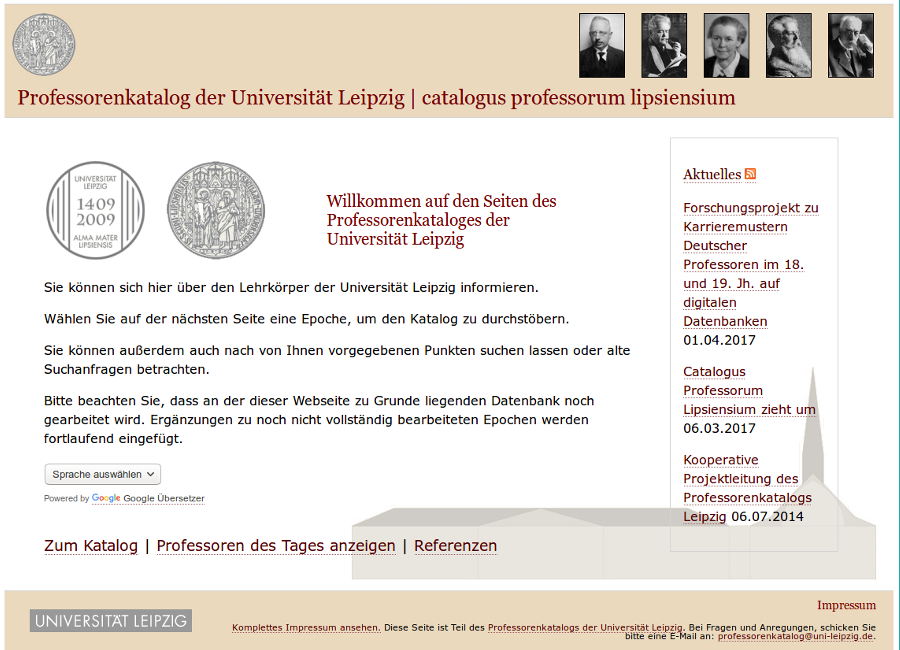 Professorenkatalog der Universität Leipzig | catalogus professorum lipsiensium
UNIVERSITÄT
LEIPZIG
1409
2009
ALMA MATER
LIPSIENSIS
Willkommen auf den Seiten des
Professorenkataloges der
Universität Leipzig
Sie können sich hier über den Lehrkörper der Universität Leipzig informieren.
Wählen Sie auf der nächsten Seite eine Epoche, um den Katalog zu durchstöbern.
Sie können außerdem auch nach von Ihnen vorgegebenen Punkten suchen lassen oder alte
Suchanfragen betrachten.
Bitte beachten Sie, dass an der dieser Webseite zu Grunde liegenden Datenbank noch
gearbeitet wird. Ergänzungen zu noch nicht vollständig bearbeiteten Epochen werden
fortlaufend eingefügt.
Sprache auswählen
Powered by Google Google Übersetzer
Zum Katalog | Professoren des Tages anzeigen | Referenzen
Aktuelles
Forschungsprojekt zu
Karrieremustern
Deutscher
Professoren im 18.
und 19. Jh. auf
digitalen
Datenbanken
01.04.2017
Catalogus
Professorum
Lipsiensium zieht um
06.03.2017
Kooperative
Projektleitung des
Professorenkatalogs
Leipzig 06.07.2014
UNIVERSITÄT LEIPZIG
Impressum
Komplettes Impressum ansehen. Diese Seite ist Teil des Professorenkatalogs der Universität Leipzig. Bei Fragen und Anregungen, schicken Sie
bitte eine E-Mail an: professorenkatalog@uni-leipzig.de.